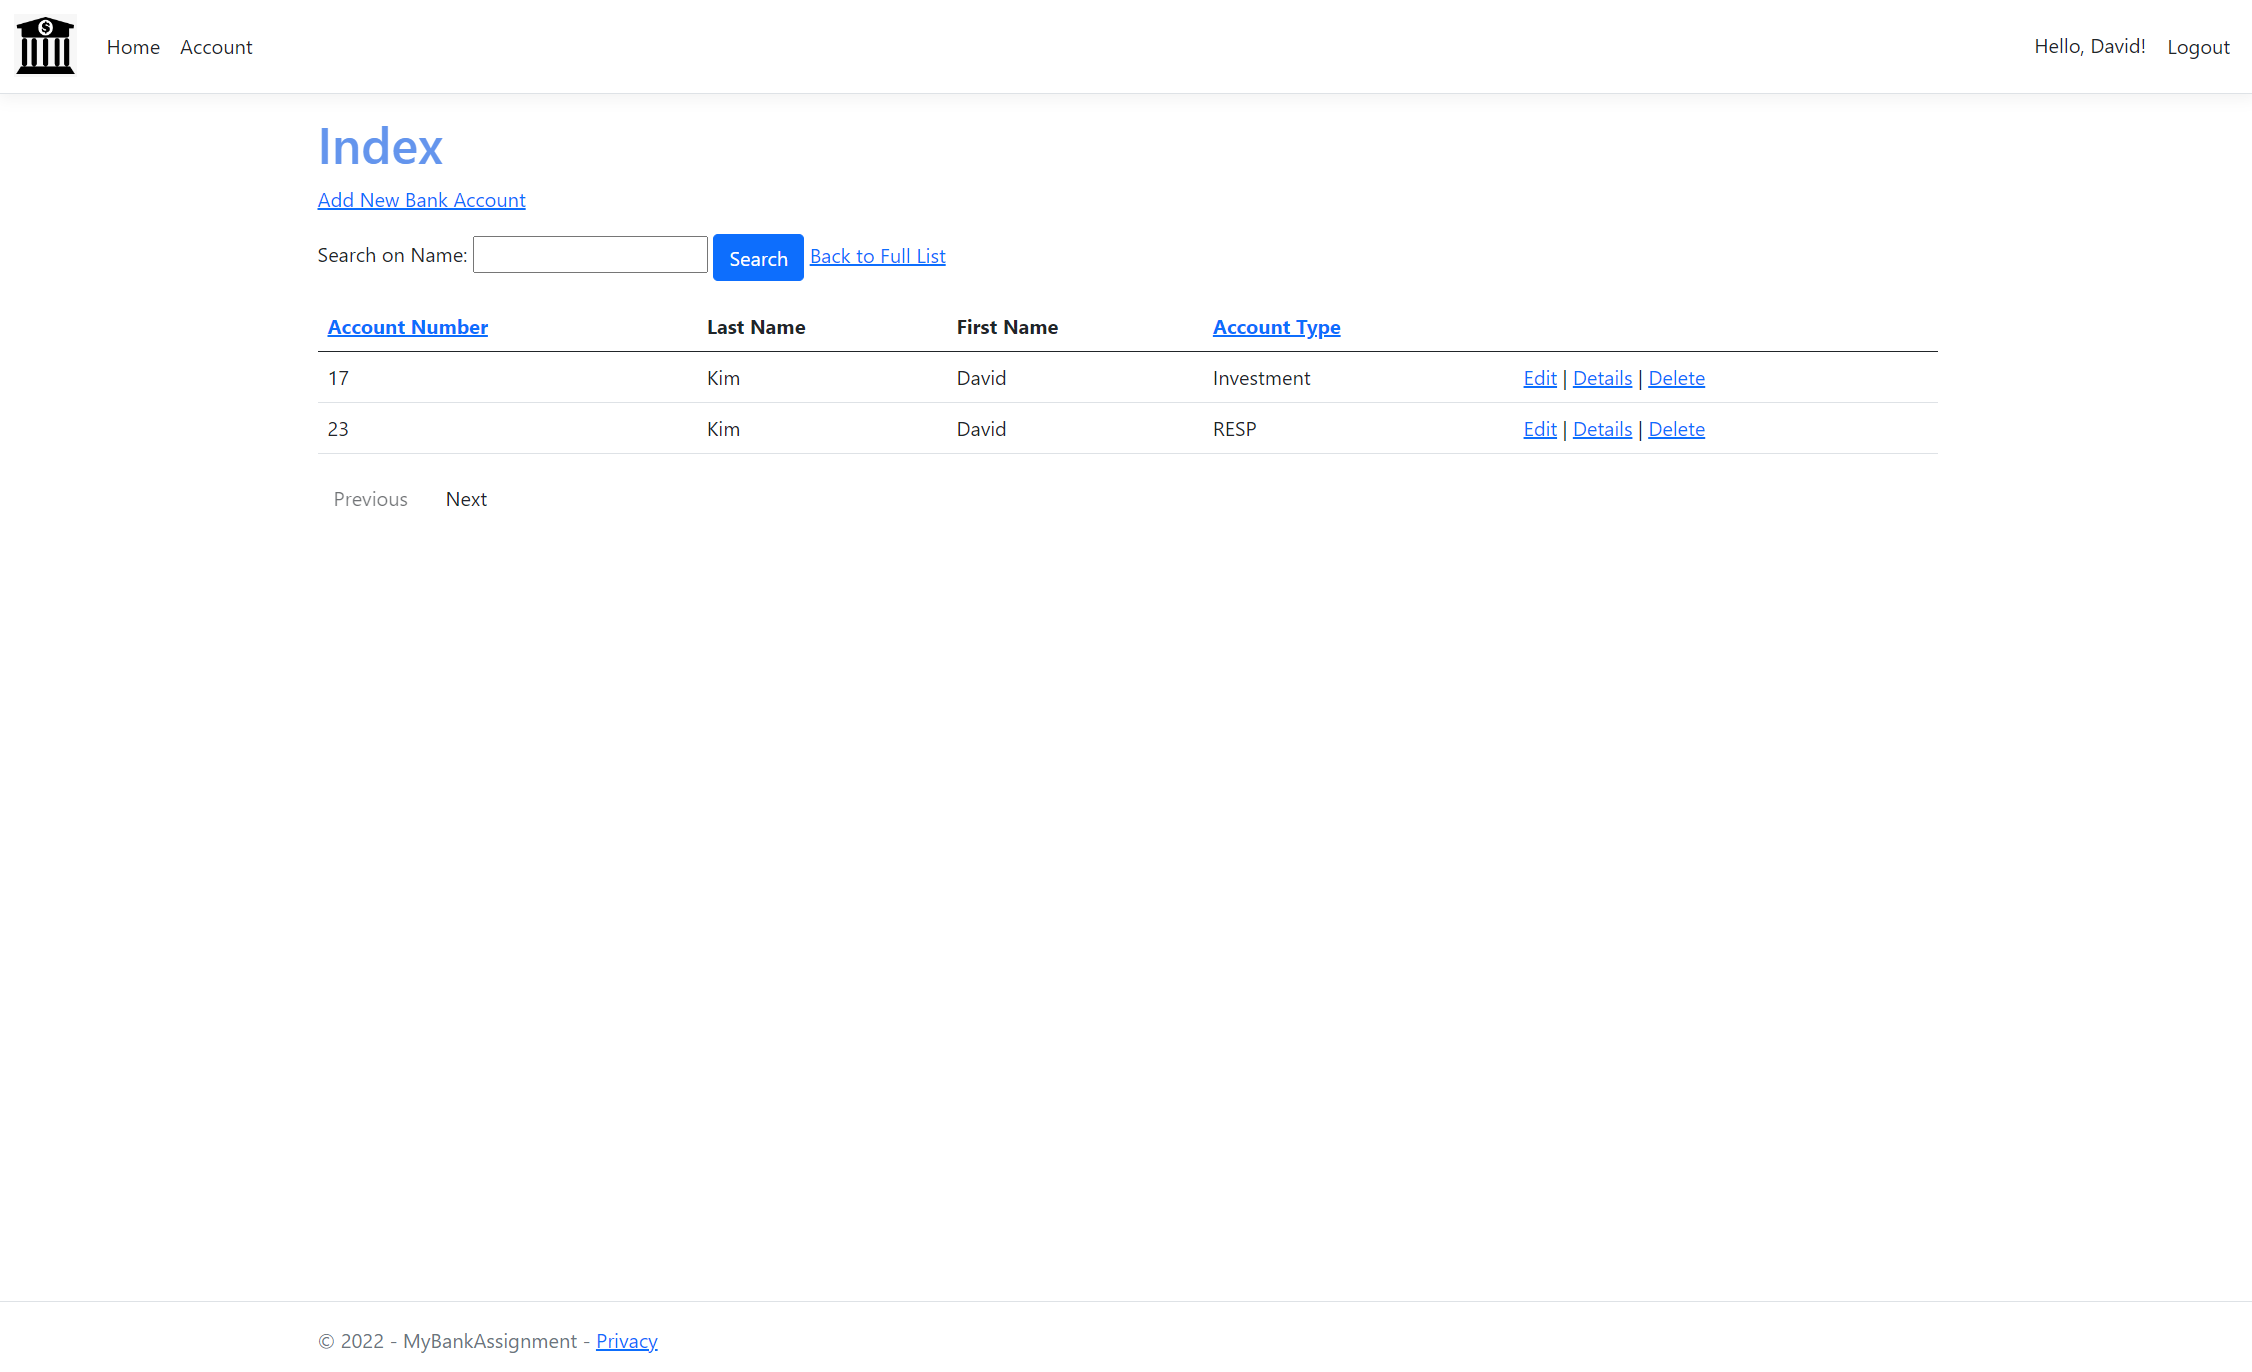 Home Account Hello, David! Logout
Index
Add New Bank Account
Search on Name: Search Back to Full List
Account Number Last Name First Name Account Type
17 Kim David Investment Edit | Details | Delete
23 Kim David RESP Edit | Details | Delete
Previous Next
© 2022 - MyBankAssignment - Privacy